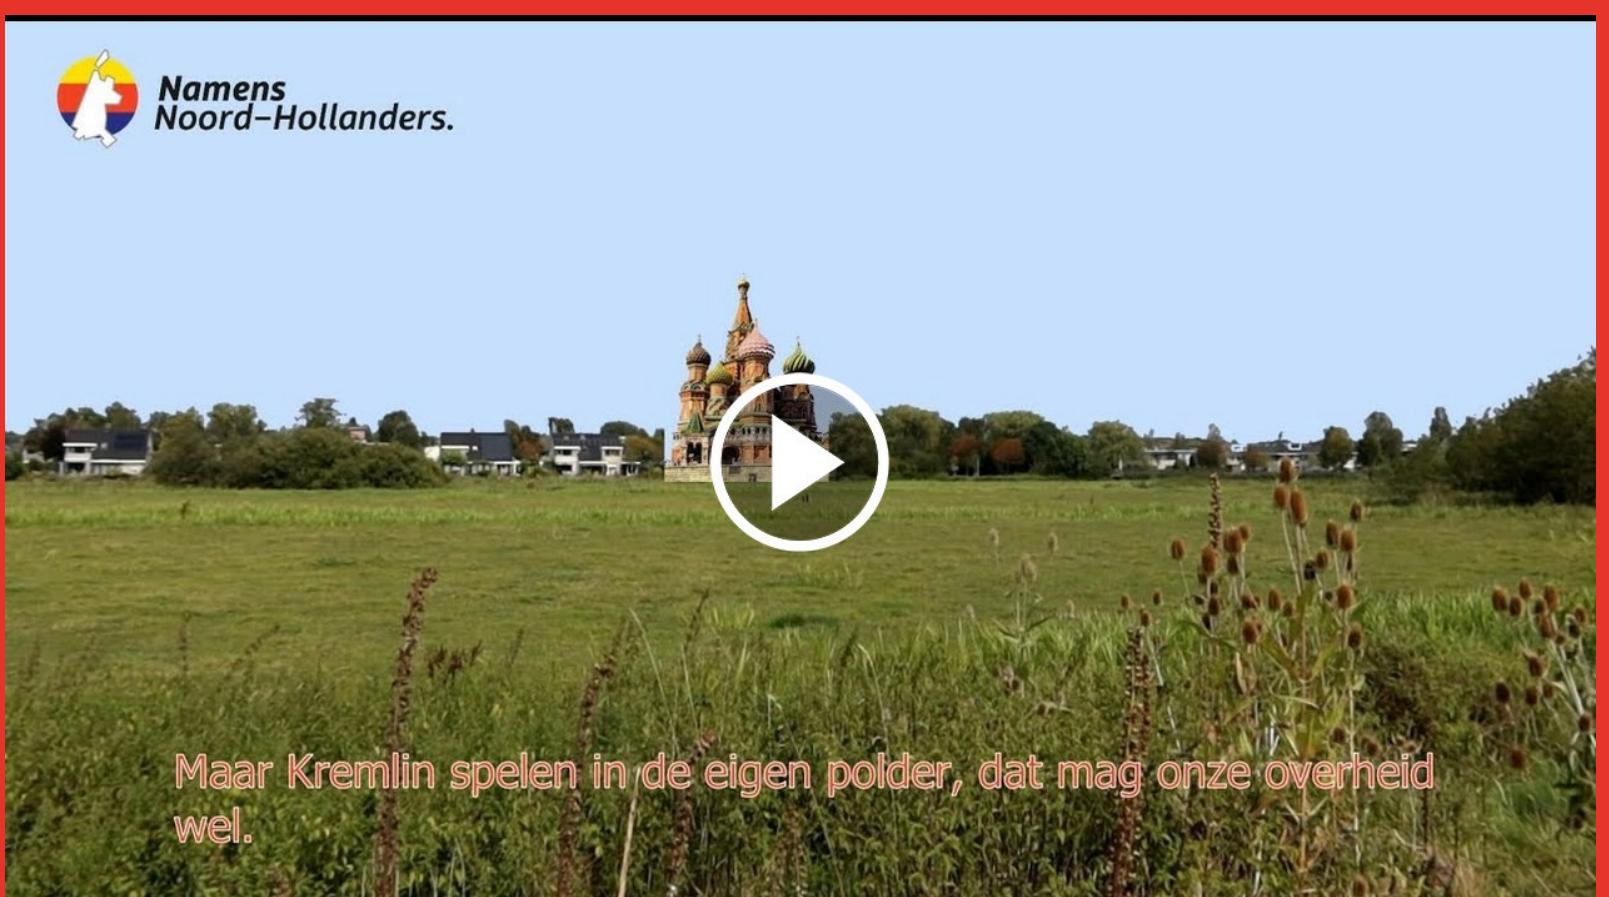 Namens
Noord-Hollanders.
Maar Kremlin spelen in de eigen polder, dat mag onze overheid
wel.